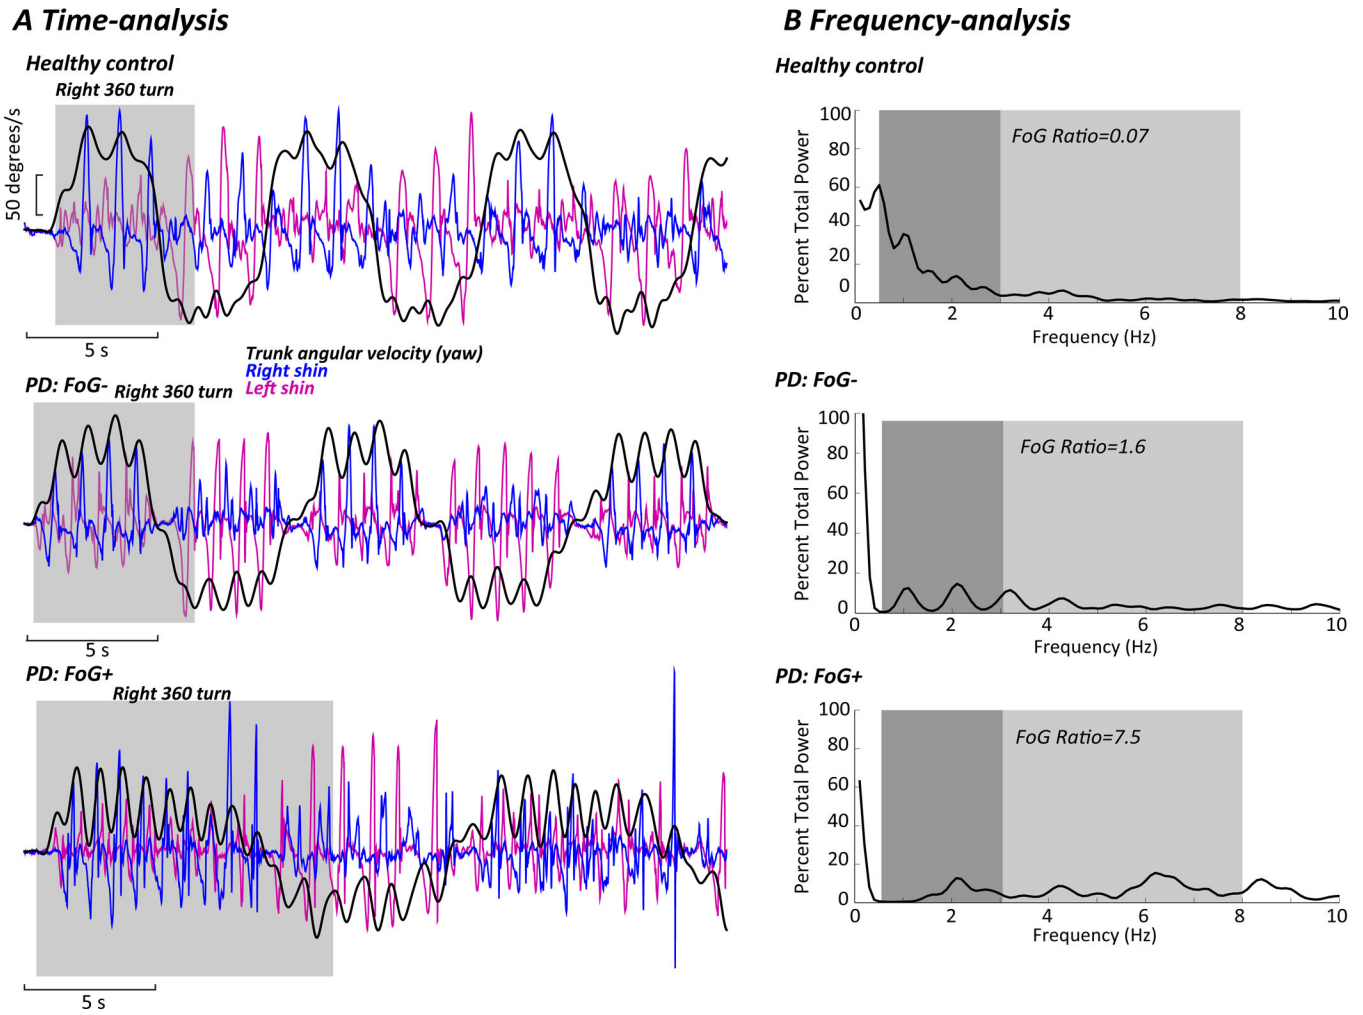 A Time-analysis
Healthy control
Right 360 turn
50 degrees/s
5 s
Trunk angular velocity (yaw)
Right shin
Left shin
PD: FoG-
Right 360 turn
5 s
PD: FoG+
Right 360 turn
5 s
B Frequency-analysis
Healthy control
FoG Ratio=0.07
Percent Total Power
100
80
60
40
20
0
0 2 4 6 8 10
Frequency (Hz)
PD: FoG-
FoG Ratio=1.6
Percent Total Power
100
80
60
40
20
0
0 2 4 6 8 10
Frequency (Hz)
PD: FoG+
FoG Ratio=7.5
Percent Total Power
100
80
60
40
20
0
0 2 4 6 8 10
Frequency (Hz)